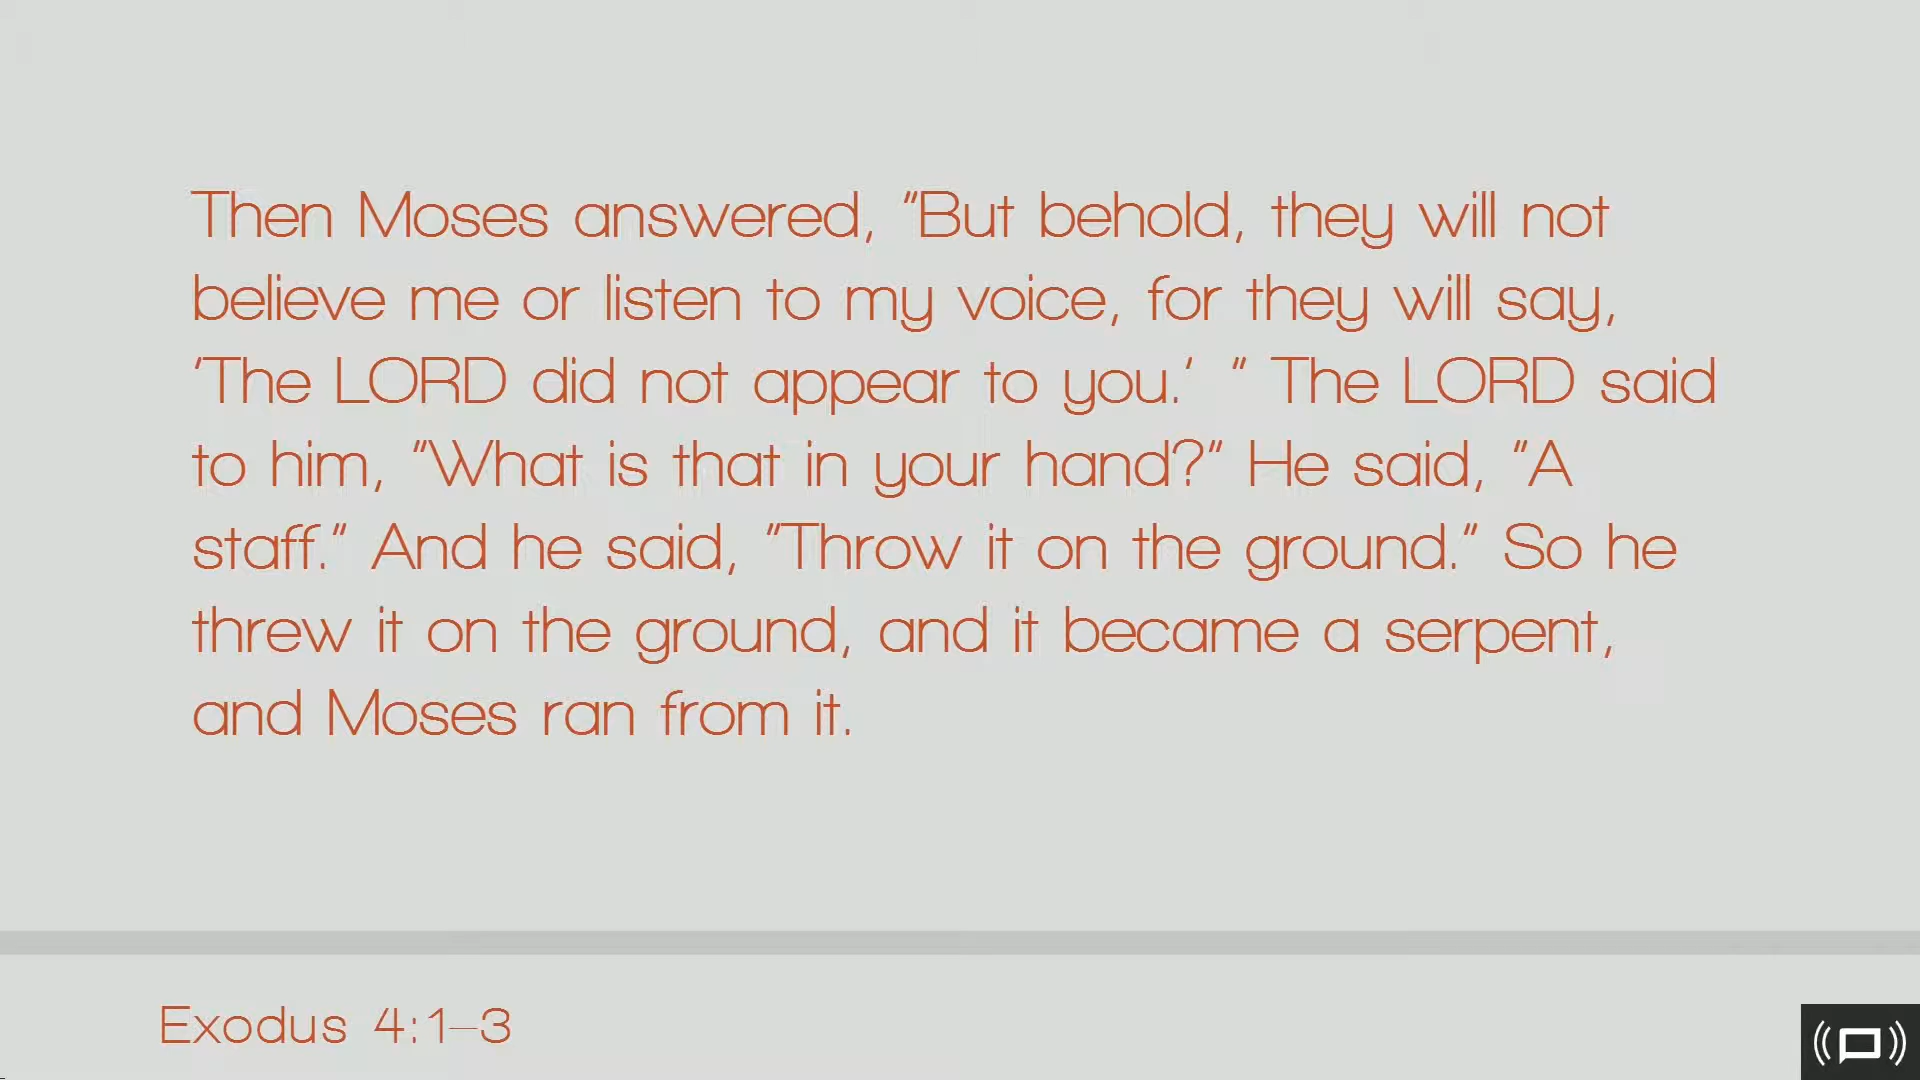 Then Moses answered, “But behold, they will not
believe me or listen to my voice, for they will say,
‘The LORD did not appear to you.’ ” The LORD said
to him, “What is that in your hand?” He said, “A
staff.” And he said, “Throw it on the ground.” So he
threw it on the ground, and it became a serpent,
and Moses ran from it.
Exodus 4:1–3